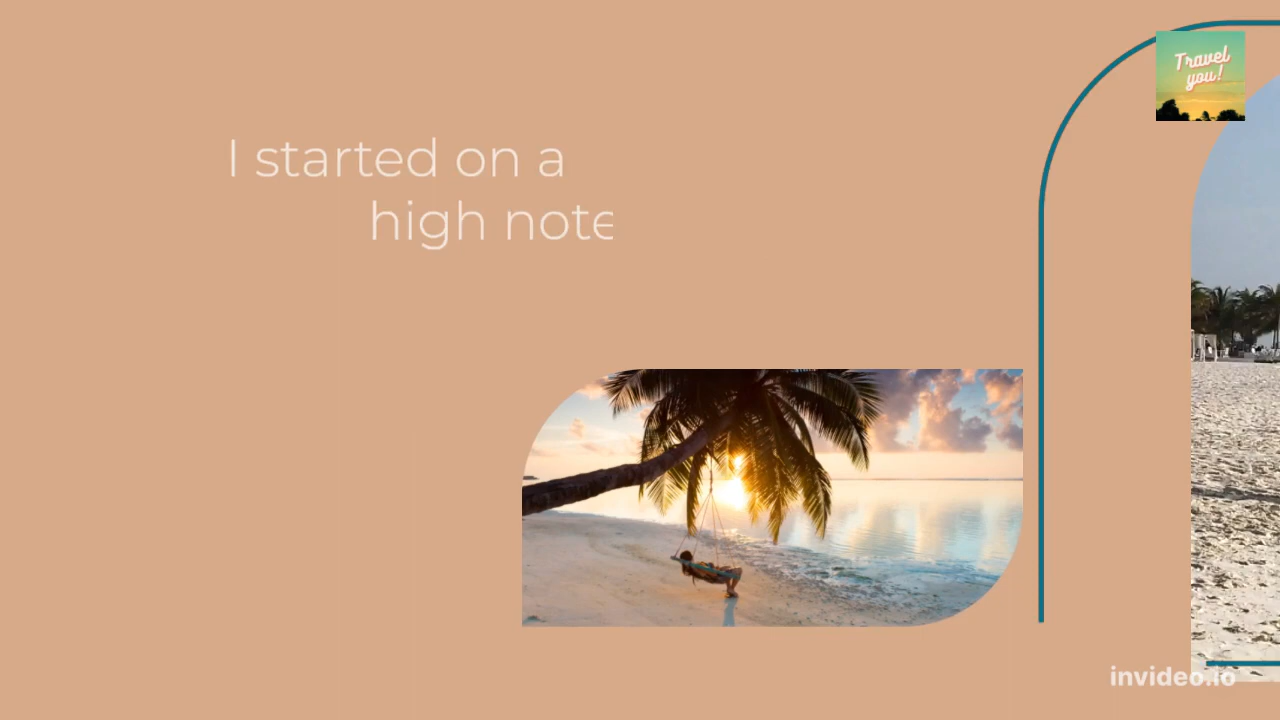 I started on a
high note
Travel
you!
invideo.io